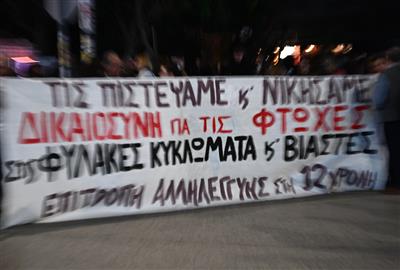 ΤΙΣ ΠΙΣΤΕΨΑΜΕ κ' ΝΙΚΗΣΑΜΕ
ΔΙΚΑΙΟΣΥΝΗ ΓΙΑ ΤΙΣ ΦΤΩΧΕΣ
ΣΤΙΣ ΦΥΛΑΚΕΣ ΚΥΚΛΩΜΑΤΑ κ' ΒΙΑΣΤΕΣ
ΕΠΙΤΡΟΠΗ ΑΛΛΗΛΕΓΓΥΗΣ ΣΤΗ 12ΧΡΟΝΗ